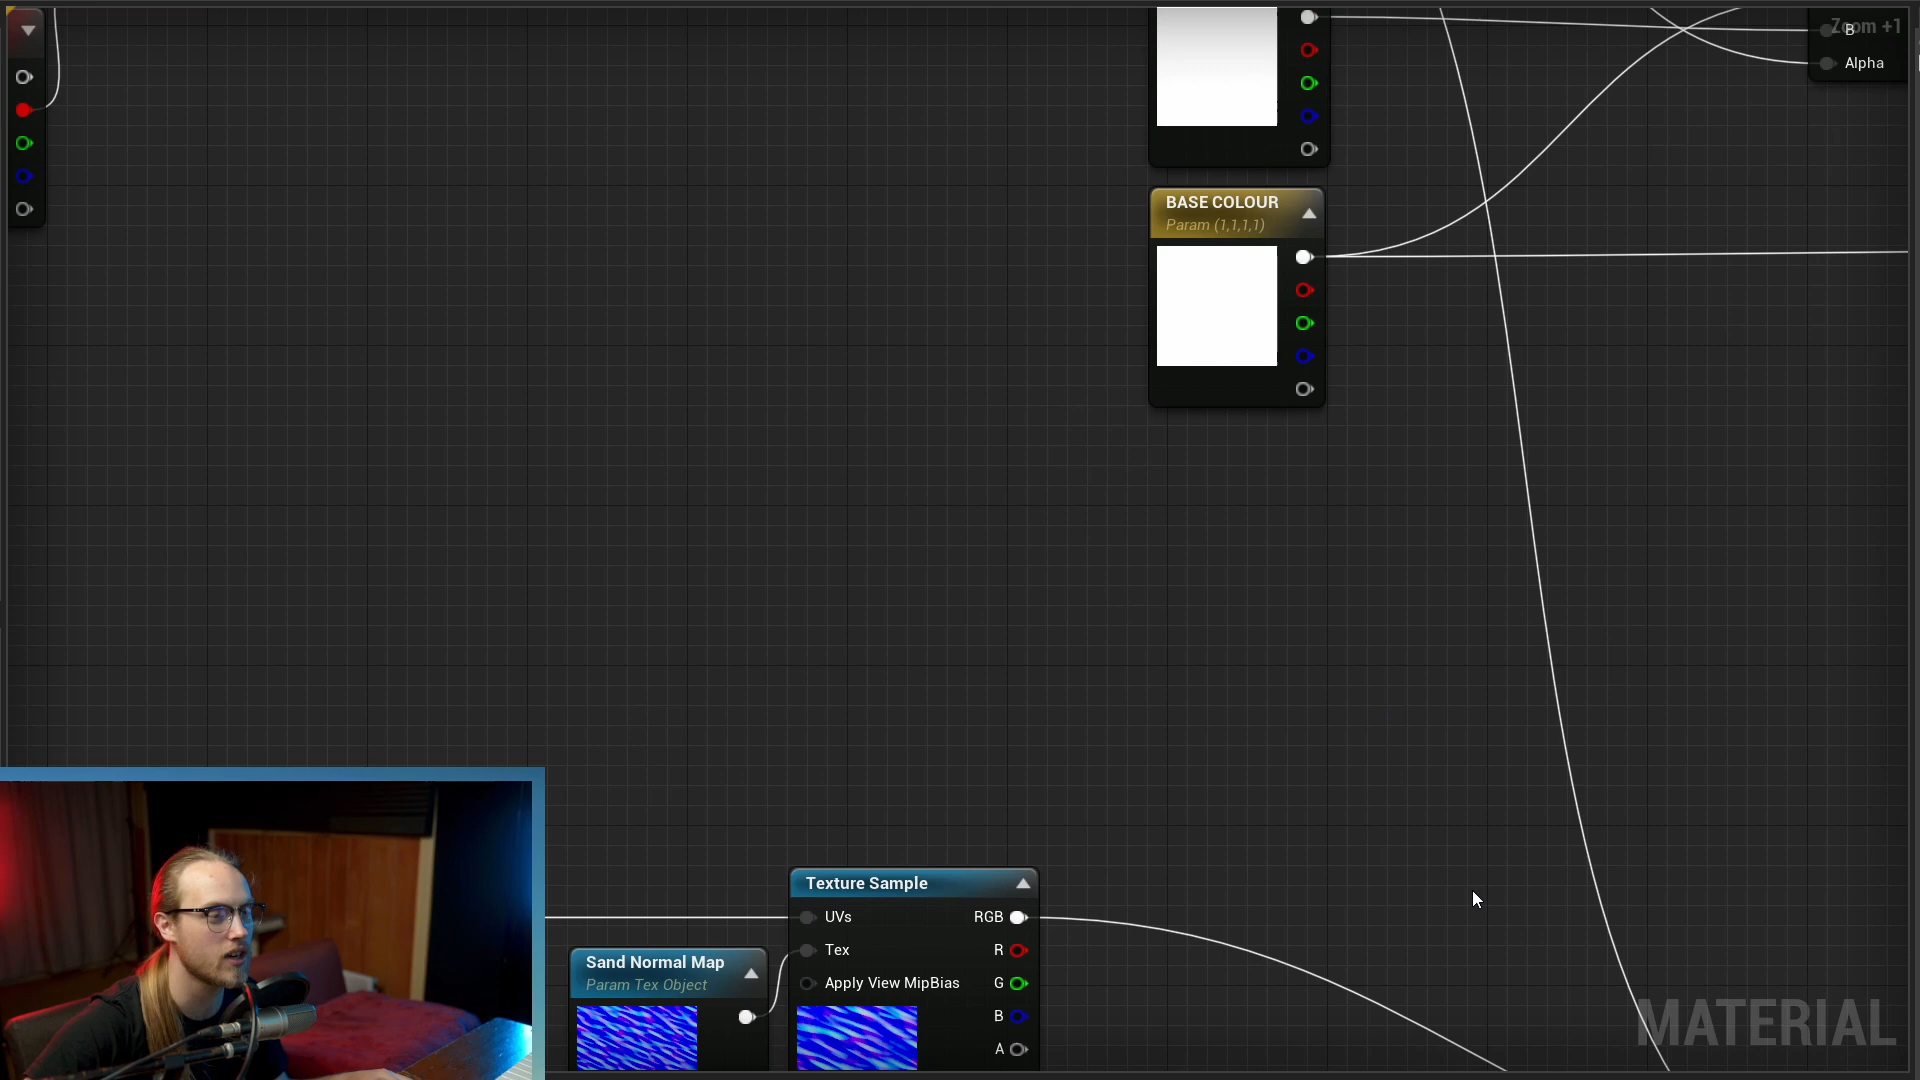 Zoom +1
B
Alpha
BASE COLOUR
Param (1,1,1,1)
Texture Sample
UVs
RGB
Tex
R
Apply View MipBias
G
B
A
Sand Normal Map
Param Tex Object
MATERIAL